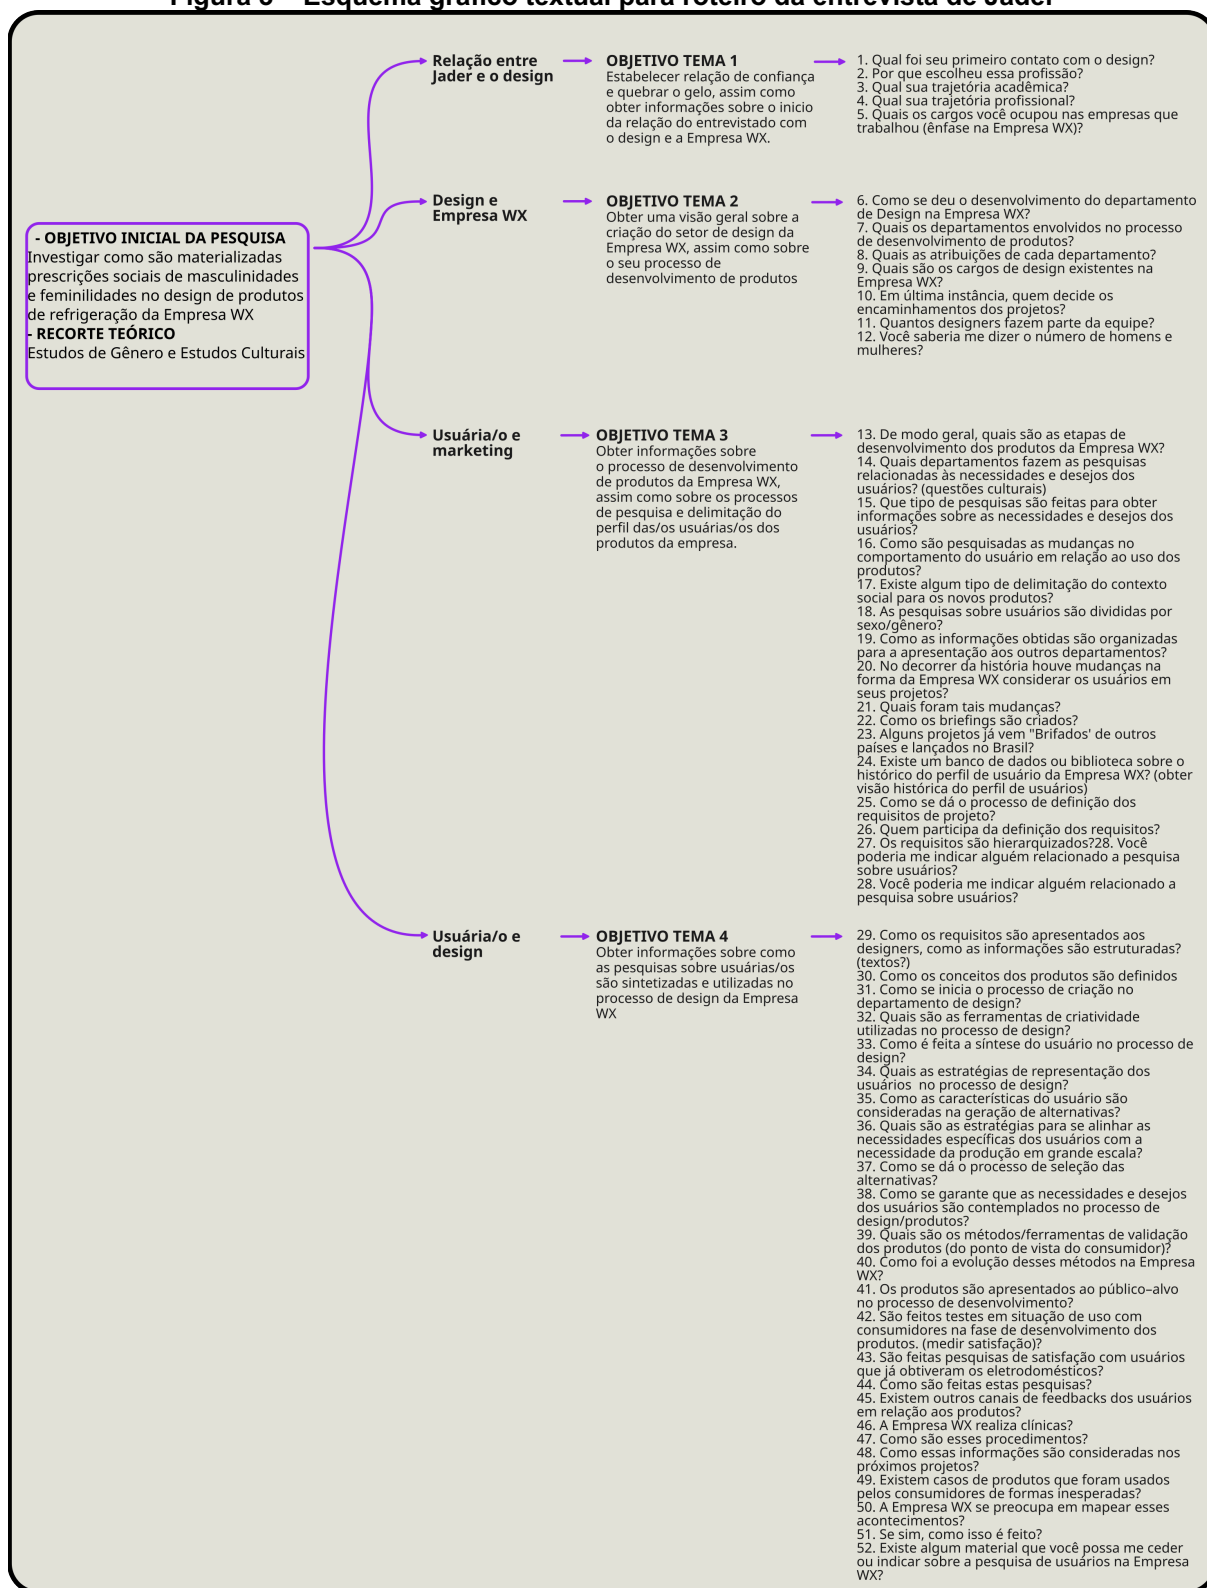 Figura 3 – Esquema gráfico textual para roteiro da entrevista de Jader
- OBJETIVO INICIAL DA PESQUISA
Investigar como são materializadas
prescrições sociais de masculinidades
e feminilidades no design de produtos
de refrigeração da Empresa WX
- RECORTE TEÓRICO
Estudos de Gênero e Estudos Culturais
Relação entre
Jader e o design
OBJETIVO TEMA 1
Estabelecer relação de confiança
e quebrar o gelo, assim como
obter informações sobre o inicio
da relação do entrevistado com
o design e a Empresa WX.
1. Qual foi seu primeiro contato com o design?
2. Por que escolheu essa profissão?
3. Qual sua trajetória acadêmica?
4. Qual sua trajetória profissional?
5. Quais os cargos você ocupou nas empresas que
trabalhou (ênfase na Empresa WX)?
Design e
Empresa WX
OBJETIVO TEMA 2
Obter uma visão geral sobre a
criação do setor de design da
Empresa WX, assim como sobre
o seu processo de
desenvolvimento de produtos
6. Como se deu o desenvolvimento do departamento
de Design na Empresa WX?
7. Quais os departamentos envolvidos no processo
de desenvolvimento de produtos?
8. Quais as atribuições de cada departamento?
9. Quais são os cargos de design existentes na
Empresa WX?
10. Em última instância, quem decide os
encaminhamentos dos projetos?
11. Quantos designers fazem parte da equipe?
12. Você saberia me dizer o número de homens e
mulheres?
Usuária/o e
marketing
OBJETIVO TEMA 3
Obter informações sobre
o processo de desenvolvimento
de produtos da Empresa WX,
assim como sobre os processos
de pesquisa e delimitação do
perfil das/os usuárias/os dos
produtos da empresa.
13. De modo geral, quais são as etapas de
desenvolvimento dos produtos da Empresa WX?
14. Quais departamentos fazem as pesquisas
relacionadas às necessidades e desejos dos
usuários? (questões culturais)
15. Que tipo de pesquisas são feitas para obter
informações sobre as necessidades e desejos dos
usuários?
16. Como são pesquisadas as mudanças no
comportamento do usuário em relação ao uso dos
produtos?
17. Existe algum tipo de delimitação do contexto
social para os novos produtos?
18. As pesquisas sobre usuários são divididas por
sexo/gênero?
19. Como as informações obtidas são organizadas
para a apresentação aos outros departamentos?
20. No decorrer da história houve mudanças na
forma da Empresa WX considerar os usuários em
seus projetos?
21. Quais foram tais mudanças?
22. Como os briefings são criados?
23. Alguns projetos já vem "Brifados' de outros
países e lançados no Brasil?
24. Existe um banco de dados ou biblioteca sobre o
histórico do perfil de usuário da Empresa WX? (obter
visão histórica do perfil de usuários)
25. Como se dá o processo de definição dos
requisitos de projeto?
26. Quem participa da definição dos requisitos?
27. Os requisitos são hierarquizados?28. Você
poderia me indicar alguém relacionado a pesquisa
sobre usuários?
28. Você poderia me indicar alguém relacionado a
pesquisa sobre usuários?
Usuária/o e
design
OBJETIVO TEMA 4
Obter informações sobre como
as pesquisas sobre usuárias/os
são sintetizadas e utilizadas no
processo de design da Empresa
WX
29. Como os requisitos são apresentados aos
designers, como as informações são estruturadas?
(textos?)
30. Como os conceitos dos produtos são definidos
31. Como se inicia o processo de criação no
departamento de design?
32. Quais são as ferramentas de criatividade
utilizadas no processo de design?
33. Como é feita a síntese do usuário no processo de
design?
34. Quais as estratégias de representação dos
usuários  no processo de design?
35. Como as características do usuário são
consideradas na geração de alternativas?
36. Quais são as estratégias para se alinhar as
necessidades específicas dos usuários com a
necessidade da produção em grande escala?
37. Como se dá o processo de seleção das
alternativas?
38. Como se garante que as necessidades e desejos
dos usuários são contemplados no processo de
design/produtos?
39. Quais são os métodos/ferramentas de validação
dos produtos (do ponto de vista do consumidor)?
40. Como foi a evolução desses métodos na Empresa
WX?
41. Os produtos são apresentados ao público–alvo
no processo de desenvolvimento?
42. São feitos testes em situação de uso com
consumidores na fase de desenvolvimento dos
produtos. (medir satisfação)?
43. São feitas pesquisas de satisfação com usuários
que já obtiveram os eletrodomésticos?
44. Como são feitas estas pesquisas?
45. Existem outros canais de feedbacks dos usuários
em relação aos produtos?
46. A Empresa WX realiza clínicas?
47. Como são esses procedimentos?
48. Como essas informações são consideradas nos
próximos projetos?
49. Existem casos de produtos que foram usados
pelos consumidores de formas inesperadas?
50. A Empresa WX se preocupa em mapear esses
acontecimentos?
51. Se sim, como isso é feito?
52. Existe algum material que você possa me ceder
ou indicar sobre a pesquisa de usuários na Empresa
WX?